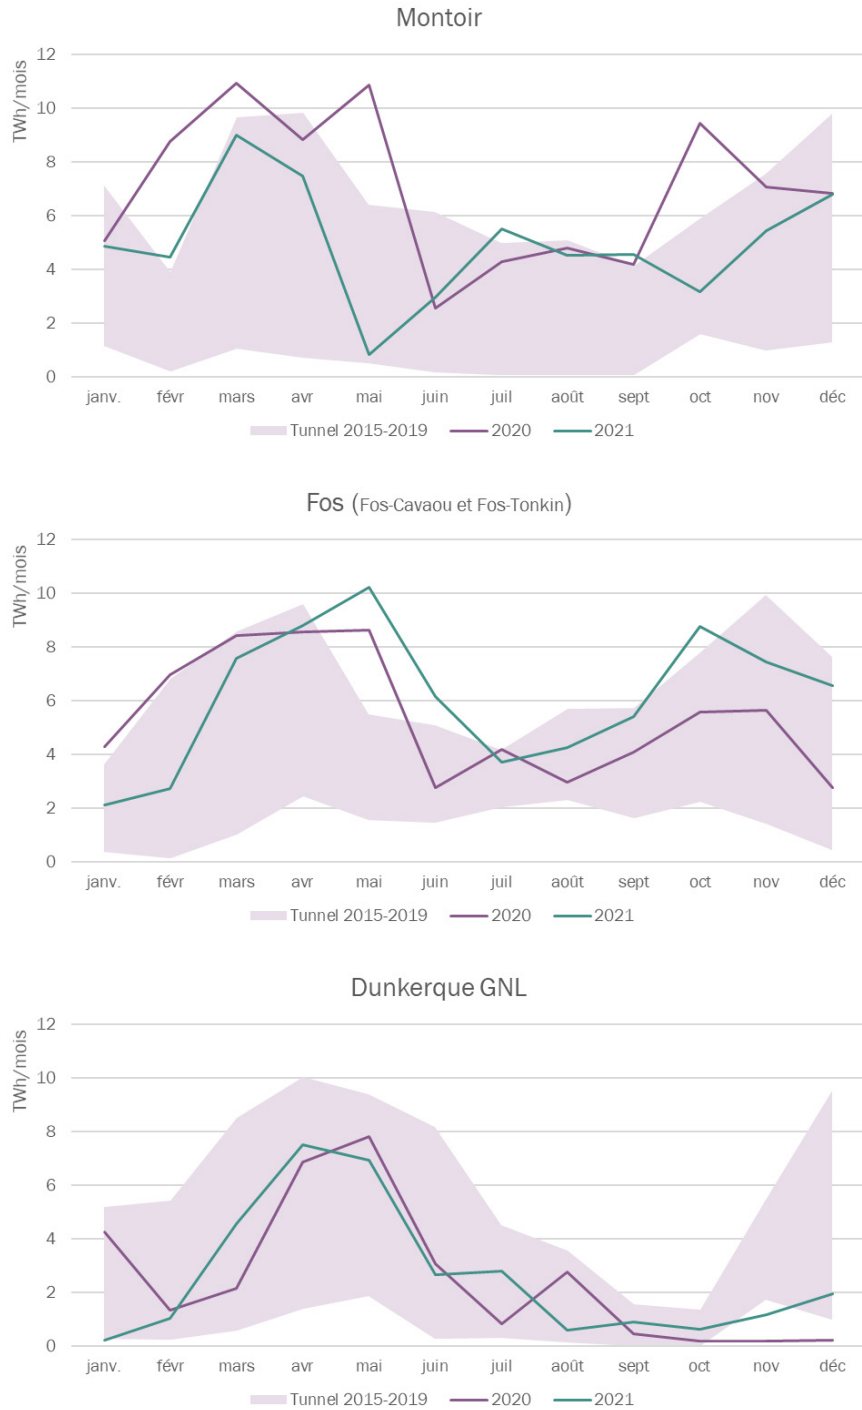 Montoir
TWh/mois
12
10
8
6
4
2
0
janv. févr mars avr mai juin juil août sept oct nov déc
Tunnel 2015-2019 2020 2021
Fos (Fos-Cavaou et Fos-Tonkin)
TWh/mois
12
10
8
6
4
2
0
janv. févr mars avr mai juin juil août sept oct nov déc
Tunnel 2015-2019 2020 2021
Dunkerque GNL
TWh/mois
12
10
8
6
4
2
0
janv. févr mars avr mai juin juil août sept oct nov déc
Tunnel 2015-2019 2020 2021